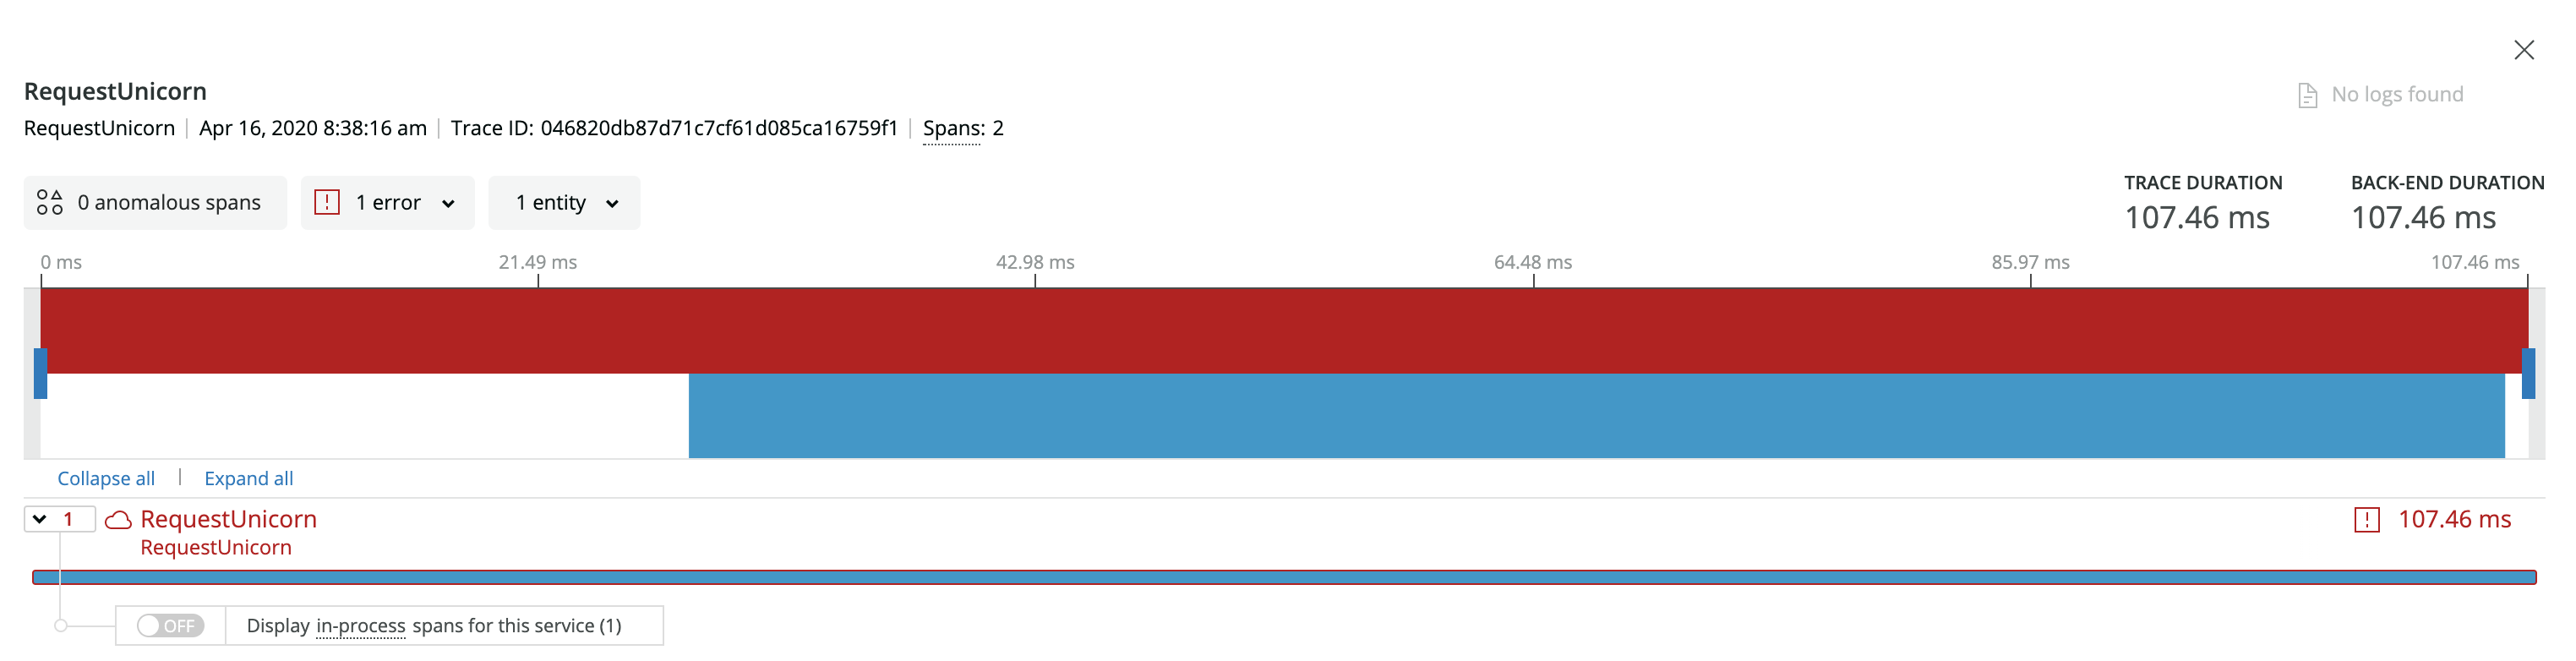 RequestUnicorn
No logs found
RequestUnicorn | Apr 16, 2020 8:38:16 am | Trace ID: 046820db87d71c7cf61d085ca16759f1 | Spans: 2
0 anomalous spans
1 error
1 entity
TRACE DURATION
107.46 ms
BACK-END DURATION
107.46 ms
0 ms 21.49 ms 42.98 ms 64.48 ms 85.97 ms 107.46 ms
Collapse all | Expand all
1 RequestUnicorn 107.46 ms
RequestUnicorn
OFF Display in-process spans for this service (1)